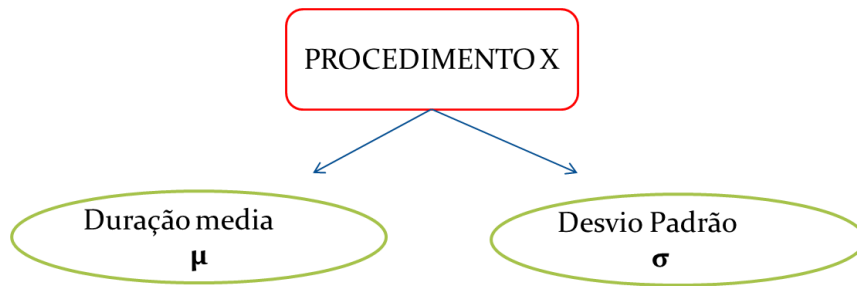 PROCEDIMENTO X
Duração media
μ
Desvio Padrão
σ